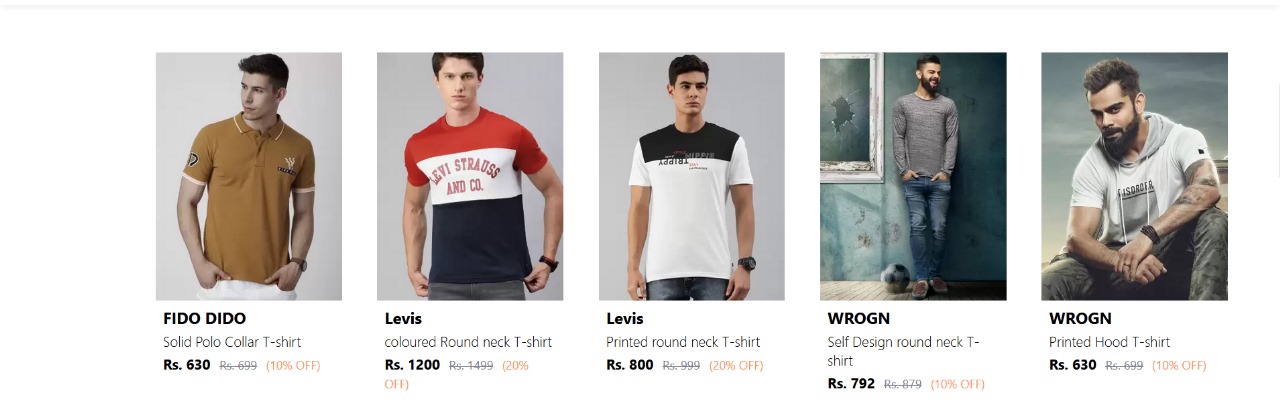 LEVI STRAUSS
AND CO.
HIPPIE
TRIPPY
FIDO DIDO
Solid Polo Collar T-shirt
Rs. 630 Rs. 699 (10% OFF)
Levis
coloured Round neck T-shirt
Rs. 1200 Rs. 1499 (20%
OFF)
Levis
Printed round neck T-shirt
Rs. 800 Rs. 999 (20% OFF)
WROGN
Self Design round neck T-
shirt
Rs. 792 Rs. 879 (10% OFF)
WROGN
Printed Hood T-shirt
Rs. 630 Rs. 699 (10% OFF)